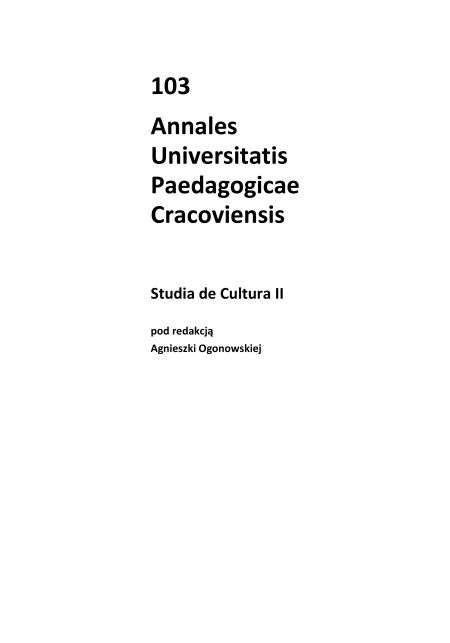 103
Annales
Universitatis
Paedagogicae
Cracoviensis
Studia de Cultura II
pod redakcją
Agnieszki Ogonowskiej